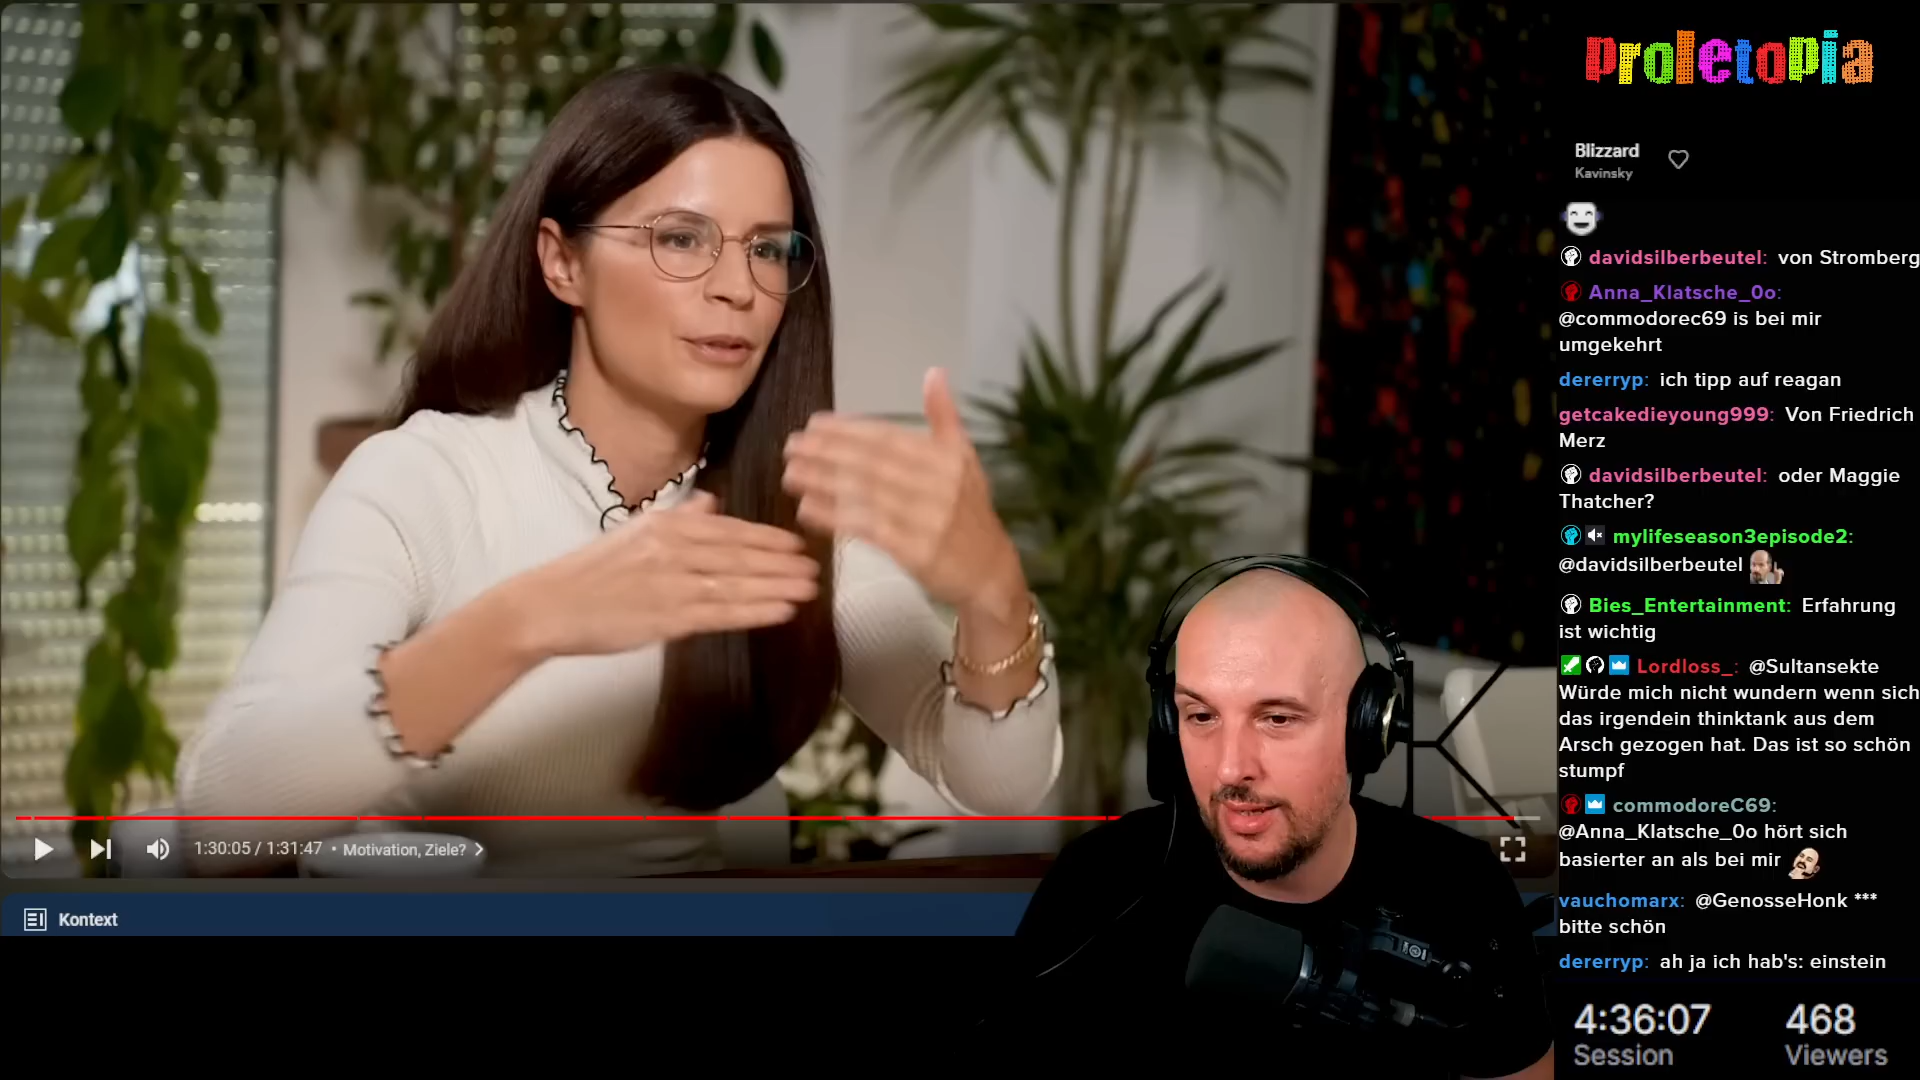 Proletopia
Blizzard
Kavinsky
davidsilberbeutel: von Stromberg
Anna_Klatsche_0o:
@commodorec69 is bei mir
umgekehrt
dererryp: ich tipp auf reagan
getcakedieyoung999: Von Friedrich
Merz
davidsilberbeutel: oder Maggie
Thatcher?
mylifeseason3episode2:
@davidsilberbeutel
Bies_Entertainment: Erfahrung
ist wichtig
Lordloss_: @Sultansekte
Würde mich nicht wundern wenn sich
das irgendein thinktank aus dem
Arsch gezogen hat. Das ist so schön
stumpf
commodoreC69:
@Anna_Klatsche_0o hört sich
basierter an als bei mir
vauchomarx: @GenosseHonk ***
bitte schön
dererryp: ah ja ich hab's: einstein
4:36:07 468
Session Viewers
1:30:05 / 1:31:47 • Motivation, Ziele?
Kontext